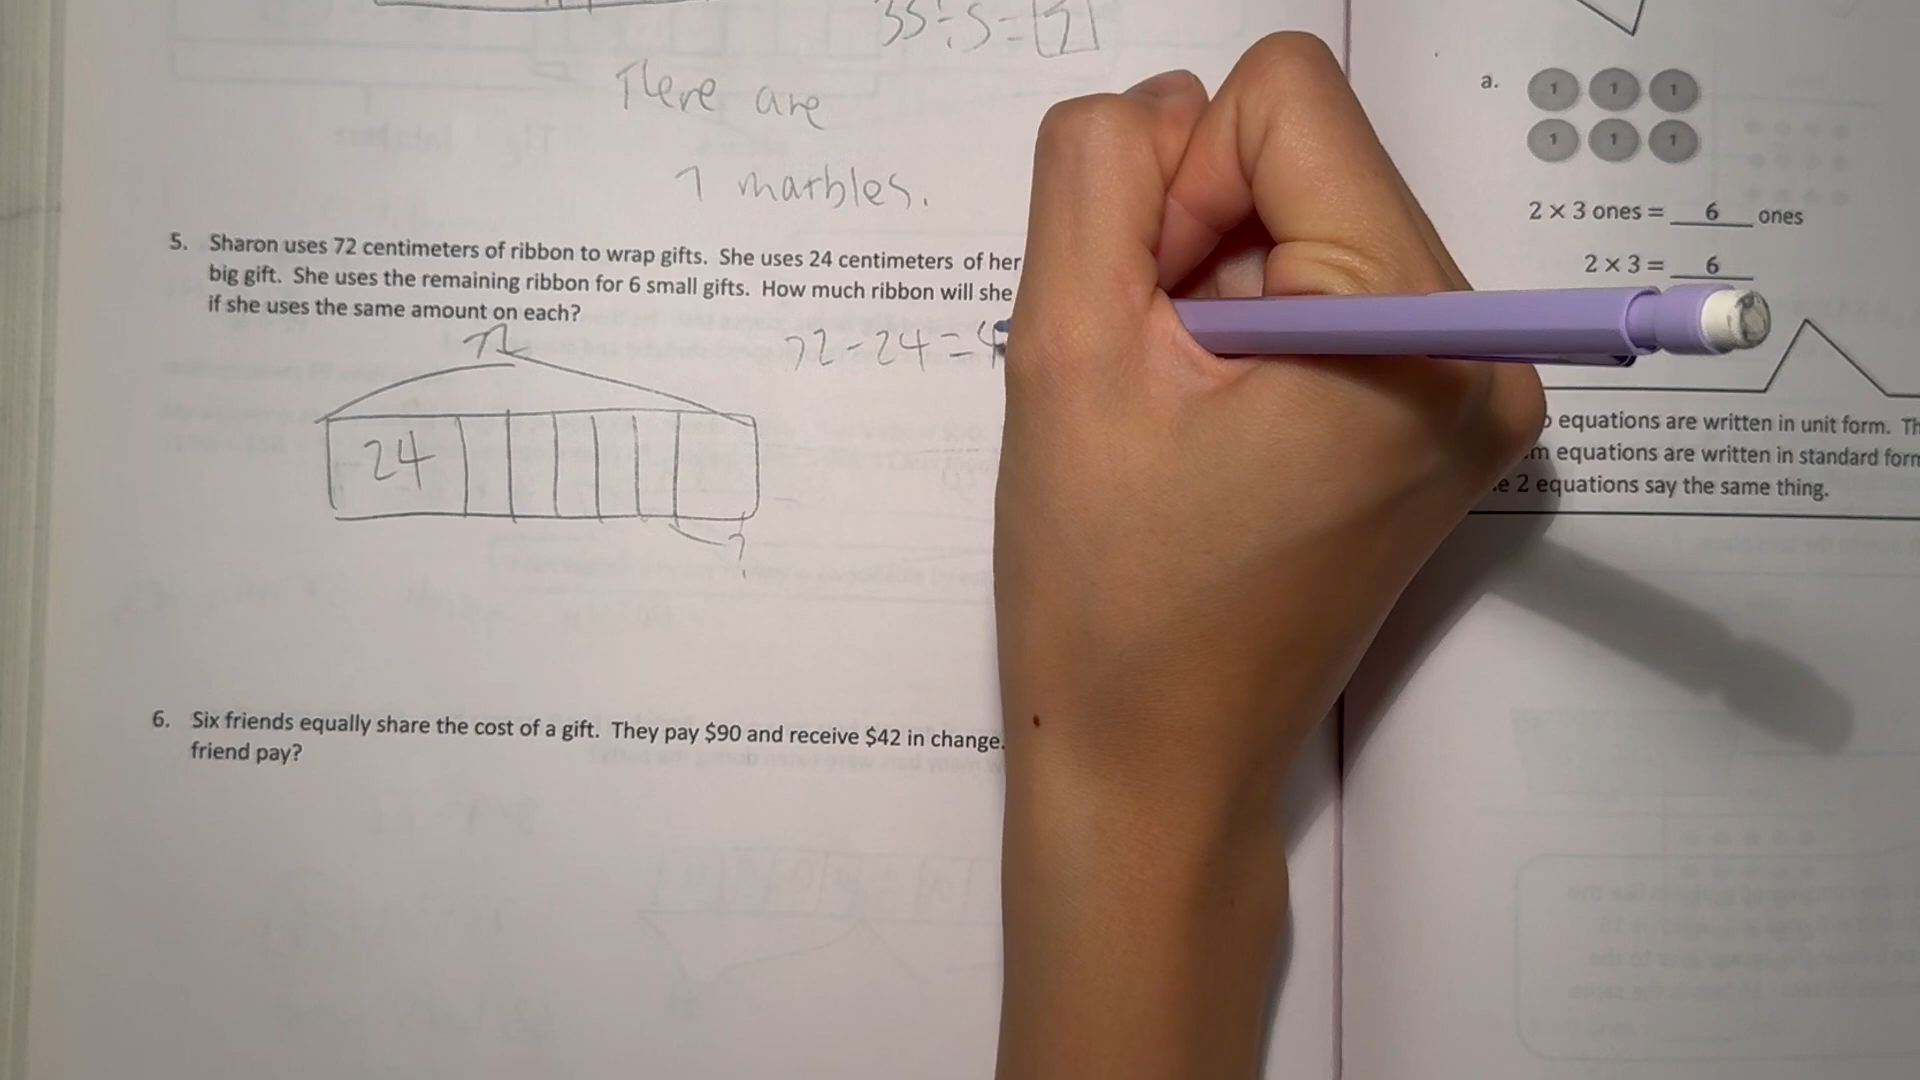 35÷5=7
There are
7 marbles.
5. Sharon uses 72 centimeters of ribbon to wrap gifts. She uses 24 centimeters of her
big gift. She uses the remaining ribbon for 6 small gifts. How much ribbon will she
if she uses the same amount on each?
72
72-24=4
24
?
6. Six friends equally share the cost of a gift. They pay $90 and receive $42 in change.
friend pay?
a.
1 1 1
1 1 1
2 × 3 ones = 6 ones
2 × 3 = 6
equations are written in unit form. Th
equations are written in standard form
2 equations say the same thing.